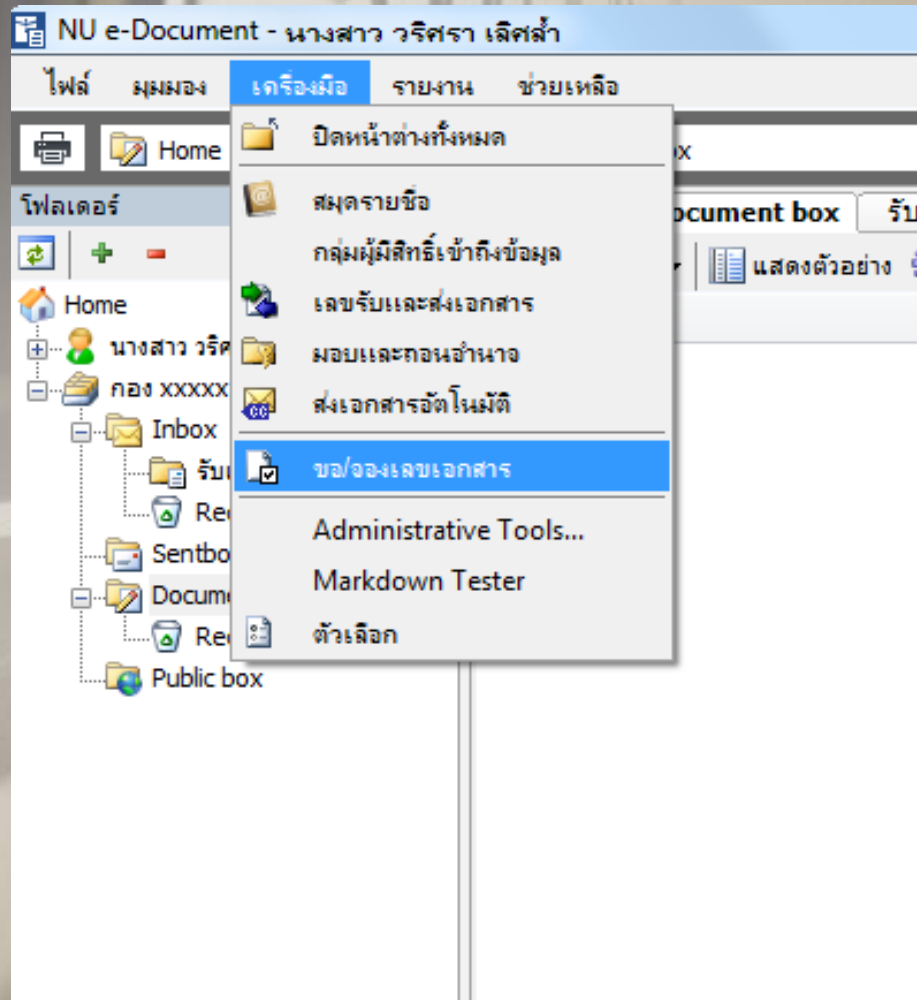 NU e-Document - นางสาว วริศรา เลิศล้ำ
ไฟล์ มุมมอง เครื่องมือ รายงาน ช่วยเหลือ
Home
ปิดหน้าต่างทั้งหมด
โฟลเดอร์
สมุดรายชื่อ
ocument box
กลุ่มผู้มีสิทธิ์เข้าถึงข้อมูล
แสดงตัวอย่าง
Home
เลขรับและส่งเอกสาร
นางสาว วริศ
มอบและถอนอำนาจ
กอง xxxxx
ส่งเอกสารอัตโนมัติ
Inbox
ขอ/จองเลขเอกสาร
Administrative Tools...
Sentbo
Markdown Tester
Docume
ตัวเลือก
Public box